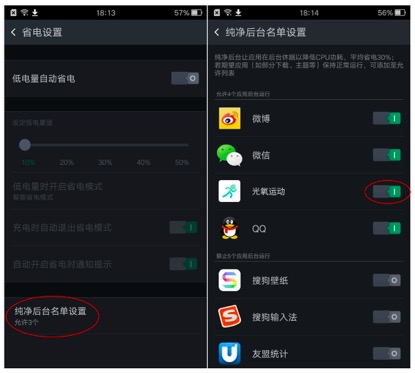 18:13
57%
省电设置
低电量自动省电
设定低电量值
10%
20%
30%
40%
50%
低电量时开启省电模式
智能省电模式
充电时自动退出省电模式
自动开启省电时通知提示
纯净后台名单设置
允许3个
18:14
56%
纯净后台名单设置
纯净后台让应用在后台休眠以降低CPU功耗，平均省电30%；
若期望应用（如部分下载、主题等）保持正常运行，可添加至允
许列表
允许4个应用后台运行
微博
微信
光氧运动
QQ
禁止5个应用后台运行
搜狗壁纸
搜狗输入法
友盟统计